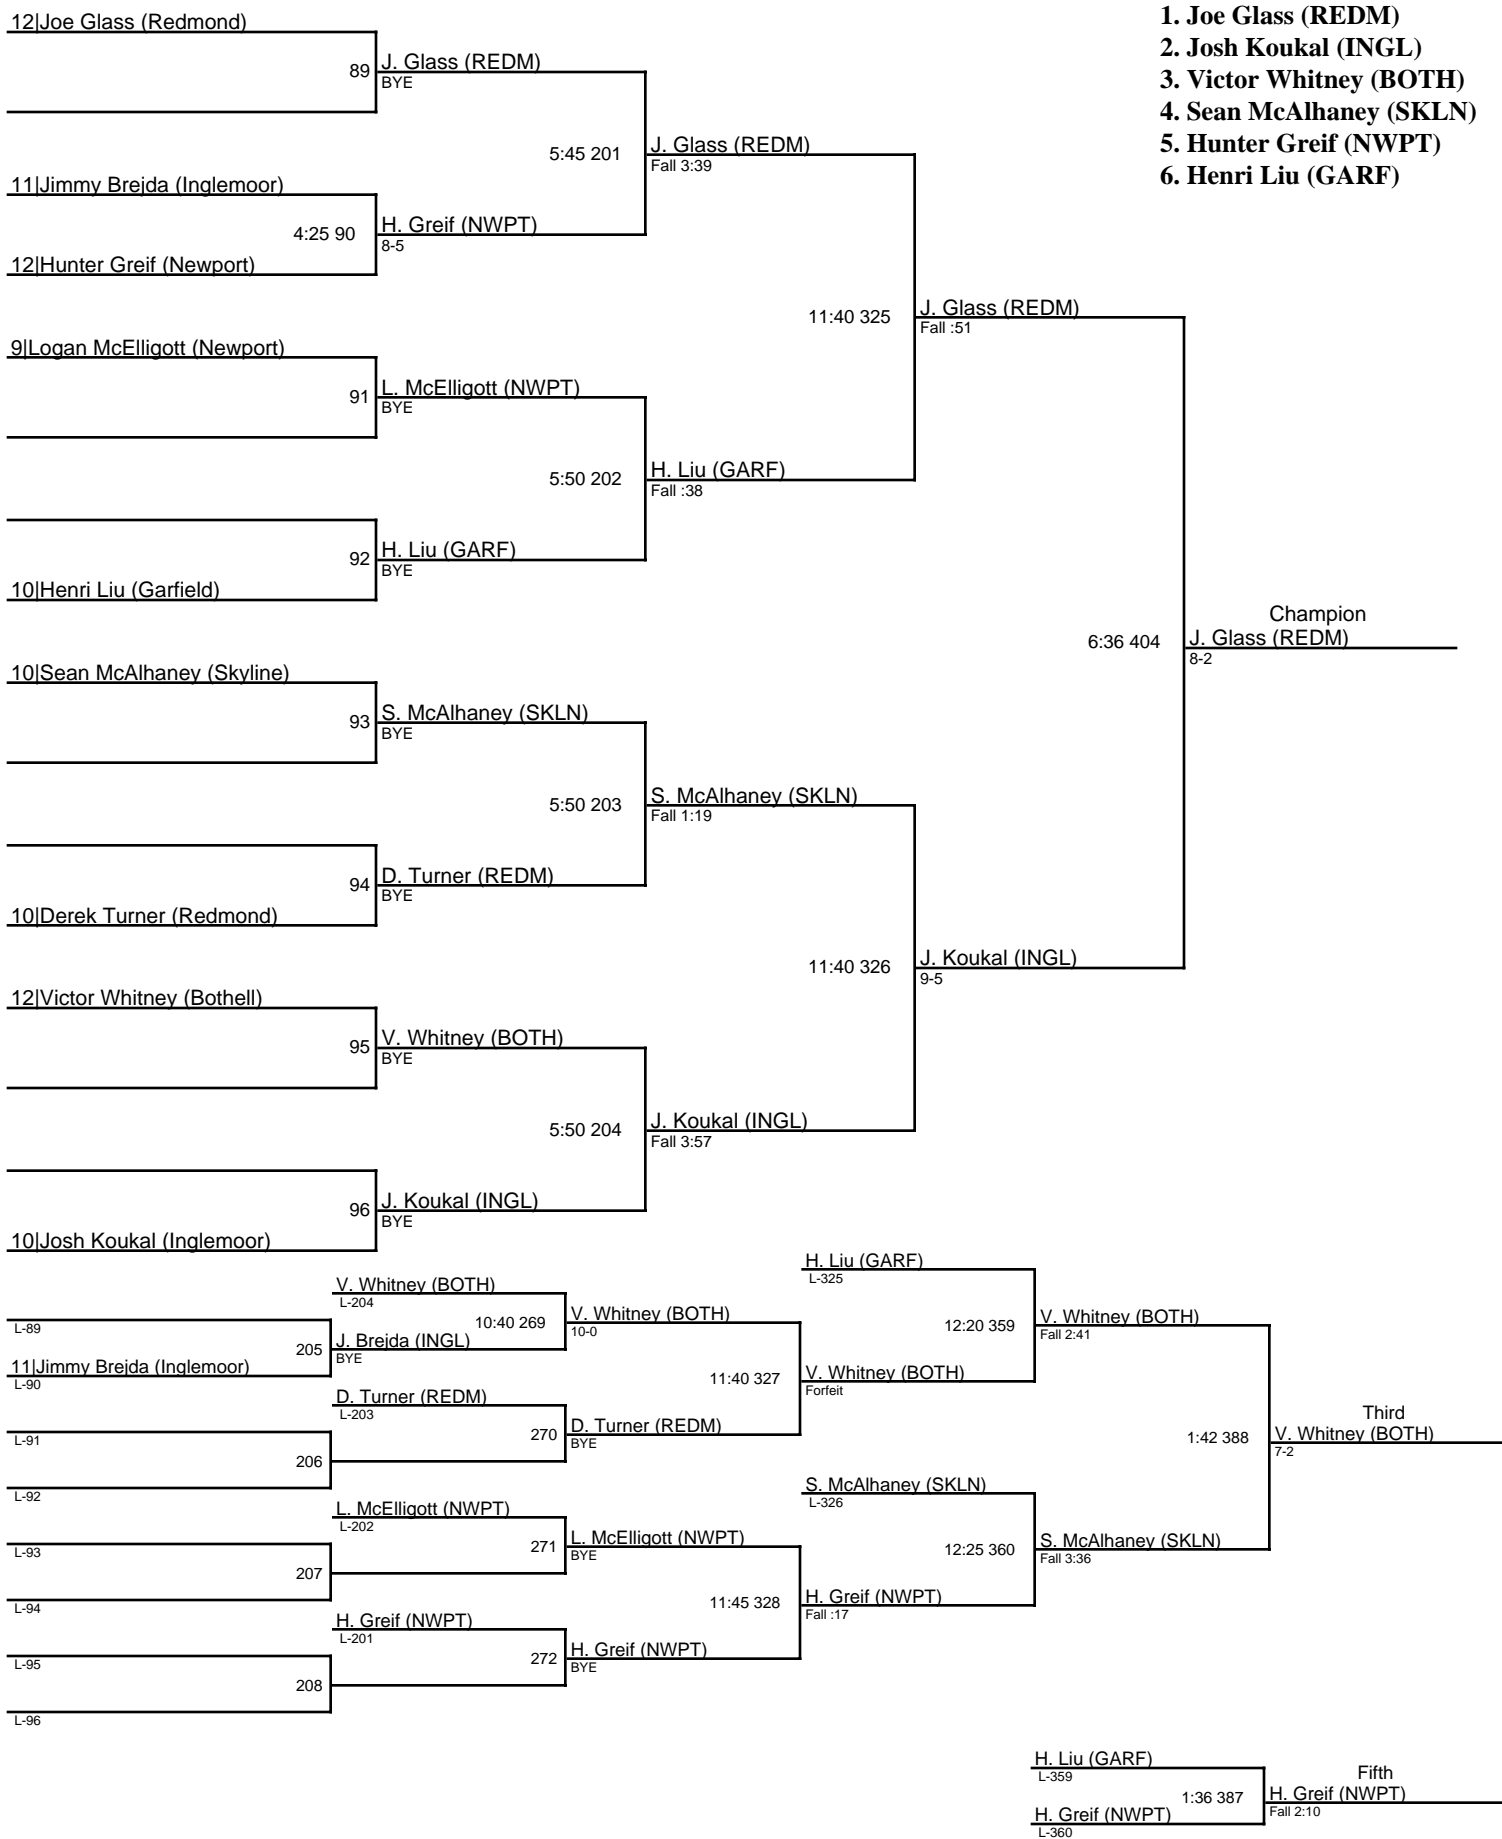 12|Joe Glass (Redmond)
89
J. Glass (REDM)
BYE
5:45 201
J. Glass (REDM)
Fall 3:39
11|Jimmy Brejda (Inglemoor)
4:25 90
H. Greif (NWPT)
8-5
12|Hunter Greif (Newport)
11:40 325
J. Glass (REDM)
Fall :51
9|Logan McElligott (Newport)
91
L. McElligott (NWPT)
BYE
5:50 202
H. Liu (GARF)
Fall :38
92
H. Liu (GARF)
BYE
10|Henri Liu (Garfield)
6:36 404
Champion
J. Glass (REDM)
8-2
10|Sean McAlhaney (Skyline)
93
S. McAlhaney (SKLN)
BYE
5:50 203
S. McAlhaney (SKLN)
Fall 1:19
94
D. Turner (REDM)
BYE
10|Derek Turner (Redmond)
11:40 326
J. Koukal (INGL)
9-5
12|Victor Whitney (Bothell)
95
V. Whitney (BOTH)
BYE
5:50 204
J. Koukal (INGL)
Fall 3:57
96
J. Koukal (INGL)
BYE
10|Josh Koukal (Inglemoor)
1. Joe Glass (REDM)
2. Josh Koukal (INGL)
3. Victor Whitney (BOTH)
4. Sean McAlhaney (SKLN)
5. Hunter Greif (NWPT)
6. Henri Liu (GARF)
L-89
205
11|Jimmy Brejda (Inglemoor)
L-90
V. Whitney (BOTH)
L-204
10:40 269
J. Brejda (INGL)
BYE
V. Whitney (BOTH)
10-0
L-91
206
L-92
D. Turner (REDM)
L-203
270
D. Turner (REDM)
BYE
11:40 327
V. Whitney (BOTH)
Forfeit
H. Liu (GARF)
L-325
12:20 359
V. Whitney (BOTH)
Fall 2:41
L-93
207
L-94
L. McElligott (NWPT)
L-202
271
L. McElligott (NWPT)
BYE
L-95
208
L-96
H. Greif (NWPT)
L-201
272
H. Greif (NWPT)
BYE
11:45 328
H. Greif (NWPT)
Fall :17
S. McAlhaney (SKLN)
L-326
12:25 360
S. McAlhaney (SKLN)
Fall 3:36
1:42 388
Third
V. Whitney (BOTH)
7-2
H. Liu (GARF)
L-359
1:36 387
H. Greif (NWPT)
L-360
Fifth
H. Greif (NWPT)
Fall 2:10